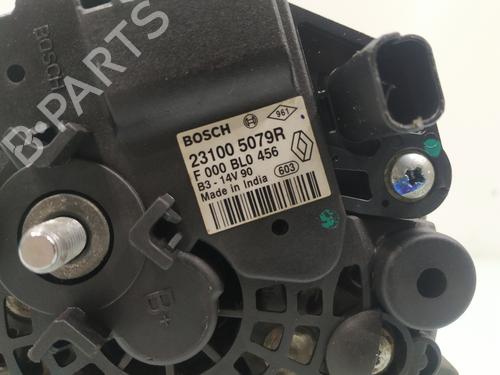 BOSCH
B-PARTS
BOSCH
961
23100 5079R
F 000 BL0 456
B3 - 14V 90
Made in India
603
B+